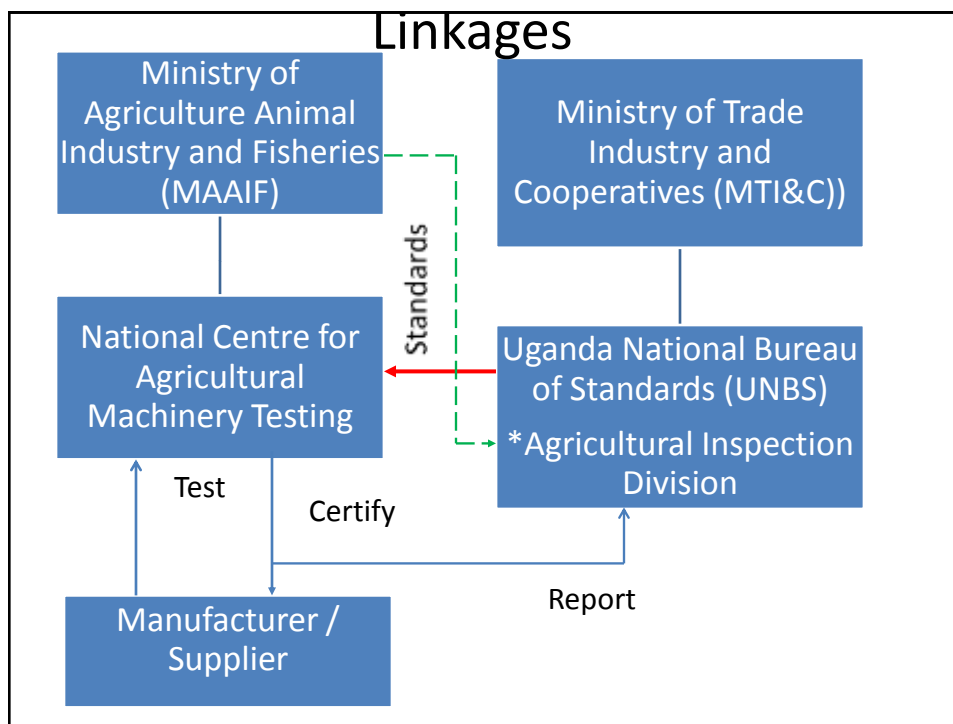 Linkages
Ministry of
Agriculture Animal
Industry and Fisheries
(MAAIF)
Ministry of Trade
Industry and
Cooperatives (MTI&C))
Standards
National Centre for
Agricultural
Machinery Testing
Uganda National Bureau
of Standards (UNBS)
*Agricultural Inspection
Division
Test
Certify
Report
Manufacturer /
Supplier